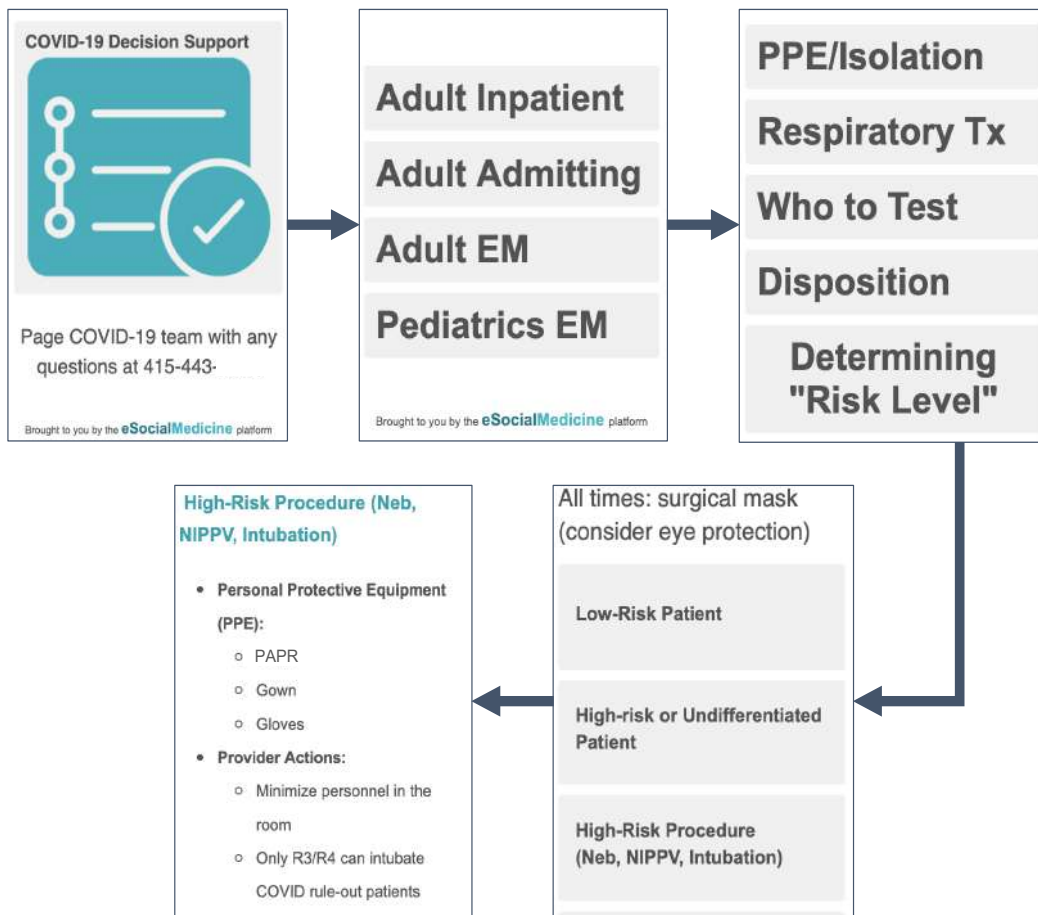 COVID-19 Decision Support
Page COVID-19 team with any
questions at 415-443-
Brought to you by the eSocialMedicine platform
Adult Inpatient
Adult Admitting
Adult EM
Pediatrics EM
Brought to you by the eSocialMedicine platform
PPE/Isolation
Respiratory Tx
Who to Test
Disposition
Determining
"Risk Level"
All times: surgical mask
(consider eye protection)
Low-Risk Patient
High-risk or Undifferentiated
Patient
High-Risk Procedure
(Neb, NIPPV, Intubation)
High-Risk Procedure (Neb,
NIPPV, Intubation)
• Personal Protective Equipment
(PPE):
○ PAPR
○ Gown
○ Gloves
• Provider Actions:
○ Minimize personnel in the
room
○ Only R3/R4 can intubate
COVID rule-out patients